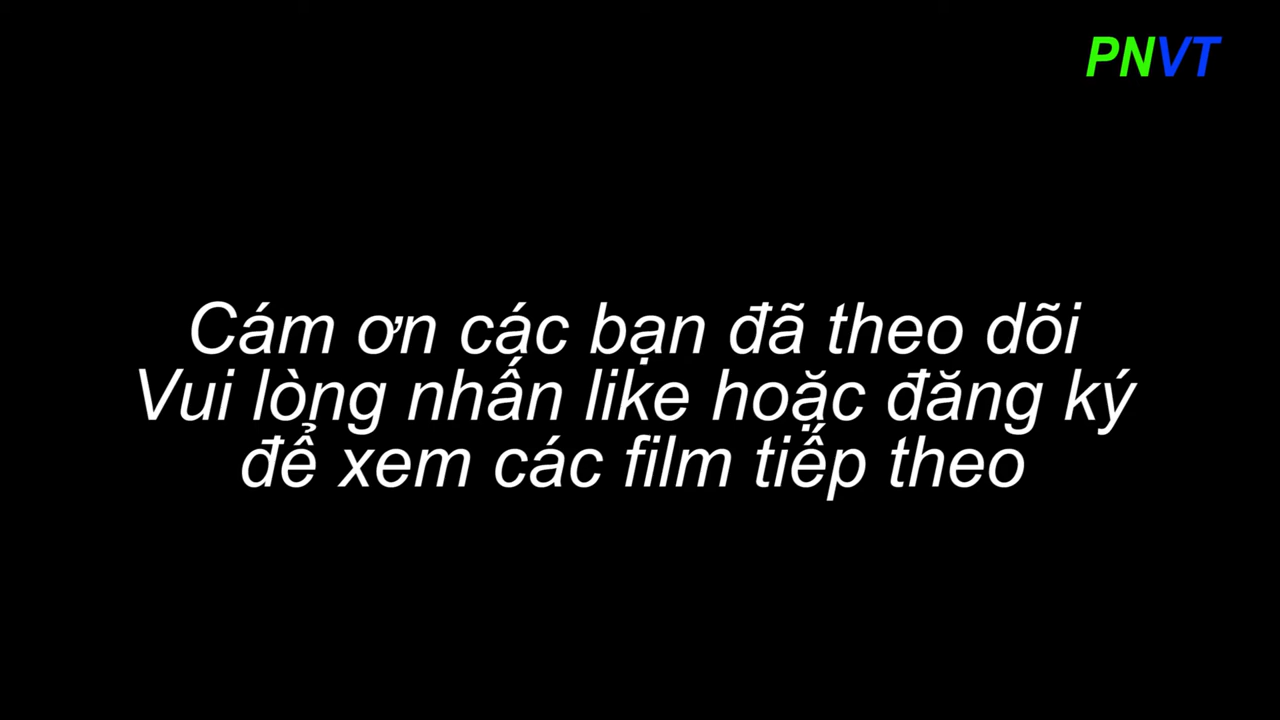 PNVT
Cám ơn các bạn đã theo dõi
Vui lòng nhấn like hoặc đăng ký
để xem các film tiếp theo